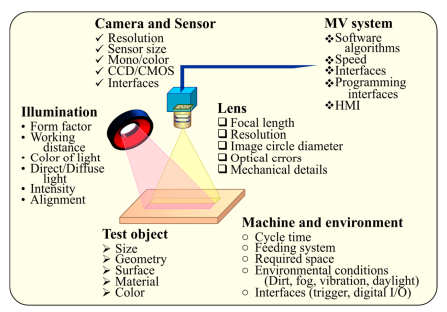 Camera and Sensor
✓ Resolution
✓ Sensor size
✓ Mono/color
✓ CCD/CMOS
✓ Interfaces
MV system
❖ Software
algorithms
❖ Speed
❖ Interfaces
❖ Programming
interfaces
❖ HMI
Illumination
• Form factor
• Working
distance
• Color of light
• Direct/Diffuse
light
• Intensity
• Alignment
Lens
❑ Focal length
❑ Resolution
❑ Image circle diameter
❑ Optical errors
❑ Mechanical details
Test object
➢ Size
➢ Geometry
➢ Surface
➢ Material
➢ Color
Machine and environment
○ Cycle time
○ Feeding system
○ Required space
○ Environmental conditions
(Dirt, fog, vibration, daylight)
○ Interfaces (trigger, digital I/O)